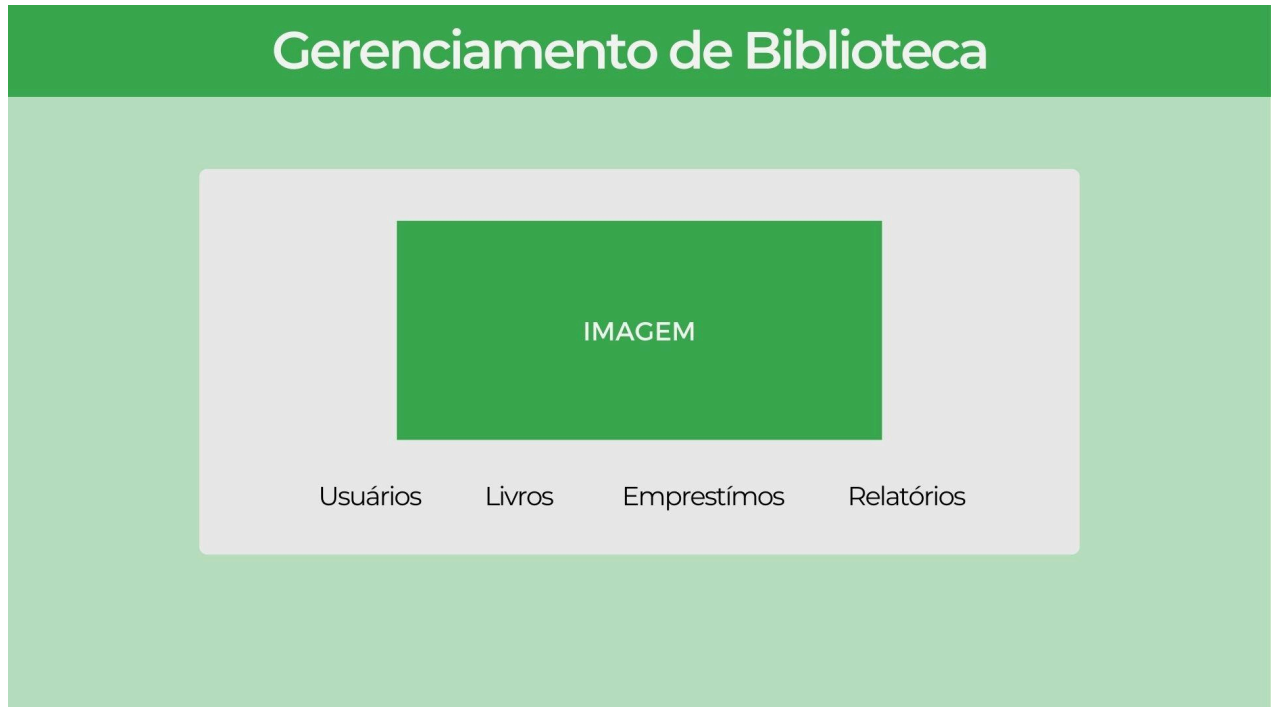 Gerenciamento de Biblioteca
IMAGEM
Usuários Livros Emprestímos Relatórios